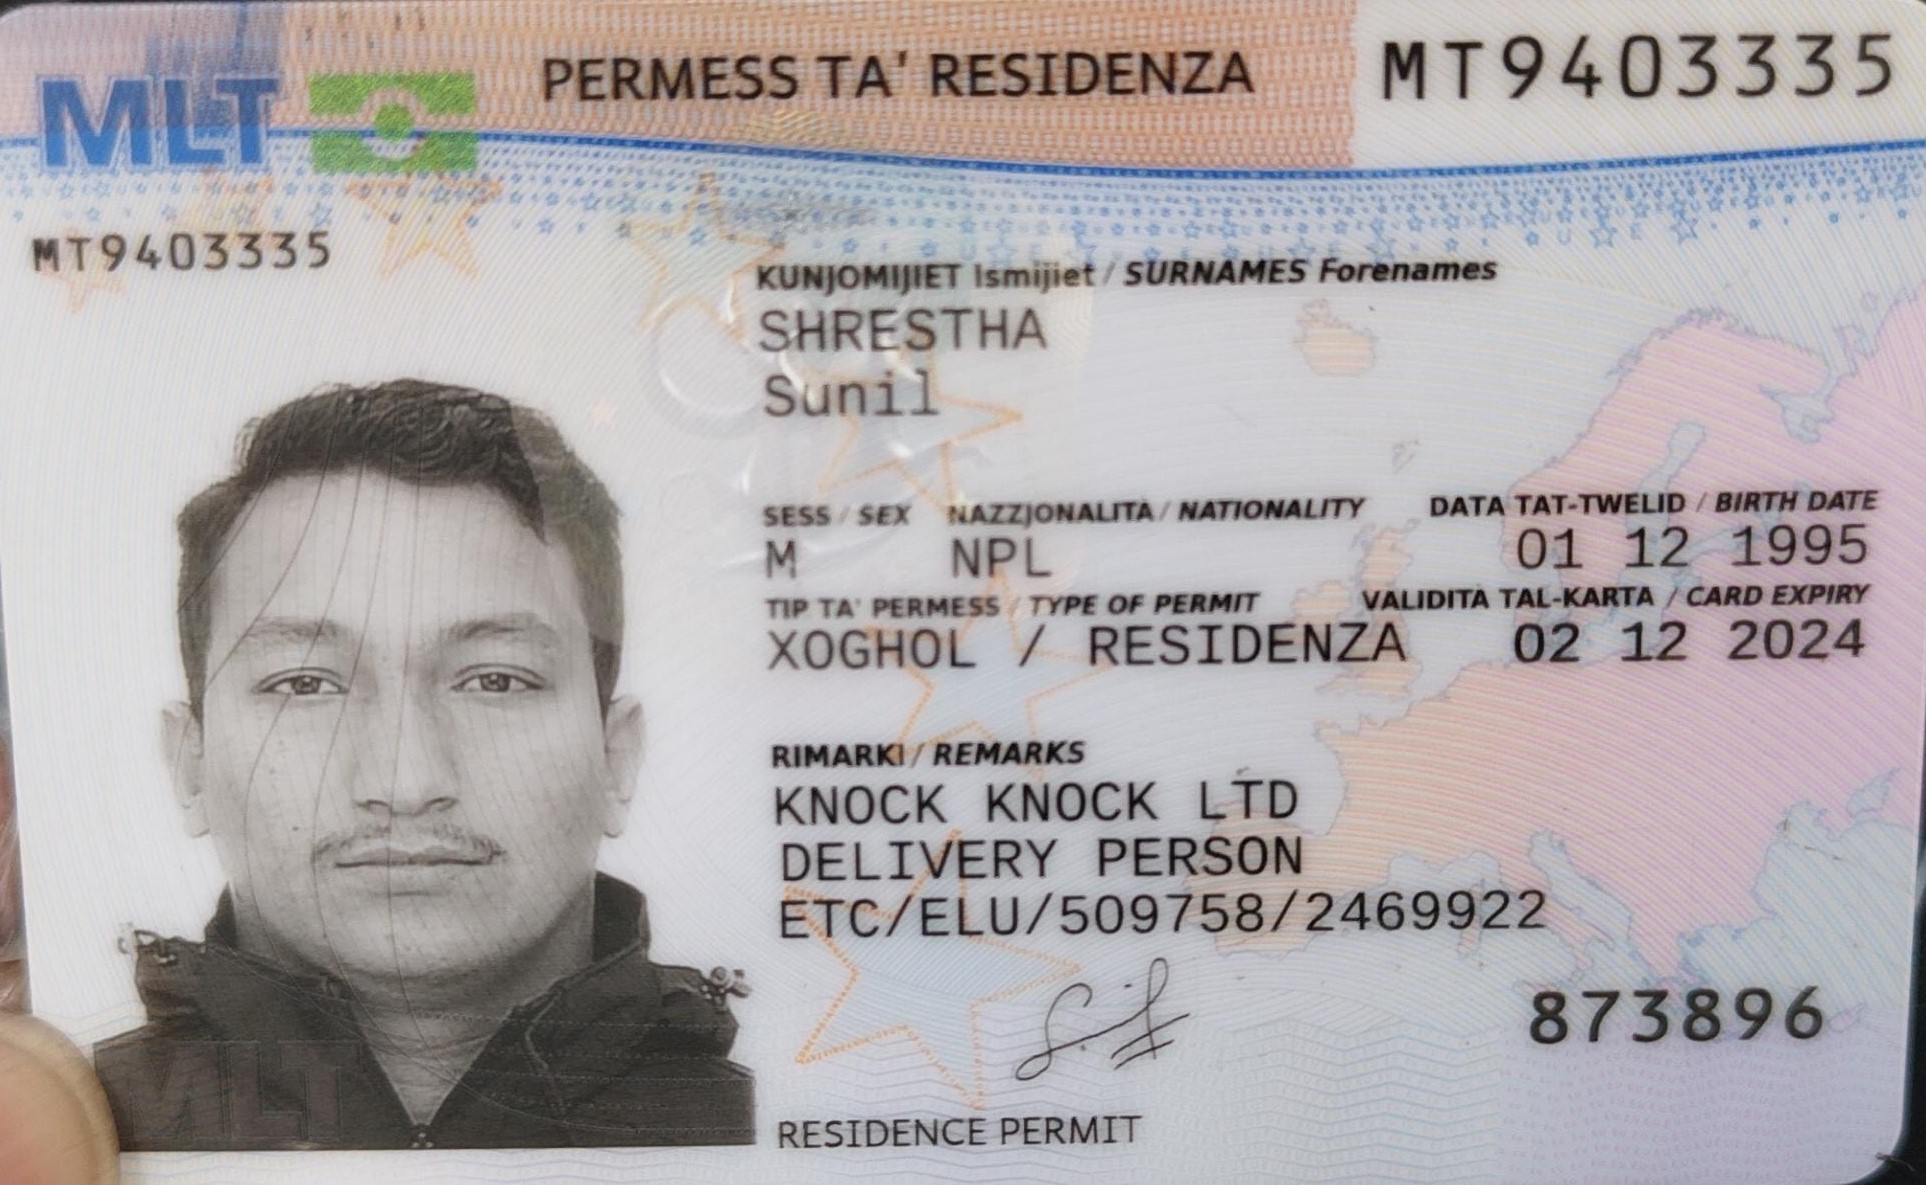 MLT
PERMESS TA' RESIDENZA
MT9403335
MT9403335
KUNJOMIJIET Ismijiet / SURNAMES Forenames
SHRESTHA
Sunil
SESS / SEX NAZZJONALITÀ / NATIONALITY DATA TAT-TWELID / BIRTH DATE
M NPL 01 12 1995
TIP TA' PERMESS / TYPE OF PERMIT VALIDITÀ TAL-KARTA / CARD EXPIRY
XOGHOL / RESIDENZA 02 12 2024
RIMARKI / REMARKS
KNOCK KNOCK LTD
DELIVERY PERSON
ETC/ELU/509758/2469922
873896
MLT
RESIDENCE PERMIT